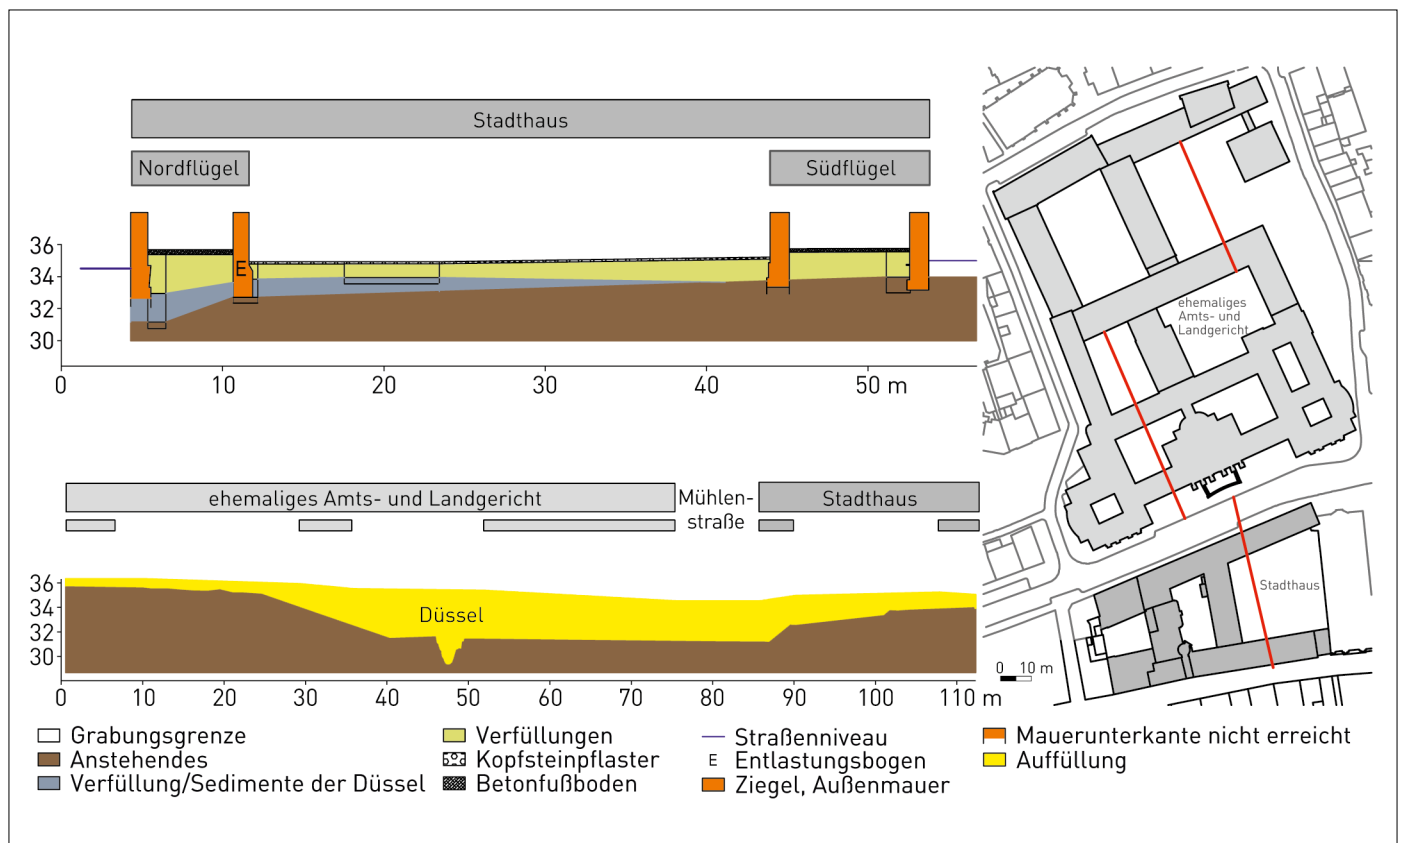 Stadthaus
Nordflügel
Südflügel
36
34
32
30
E
0 10 20 30 40 50 m
ehemaliges Amts- und Landgericht
Mühlen-
straße
Stadthaus
36
34
32
30
Düssel
0 10 20 30 40 50 60 70 80 90 100 110 m
ehemaliges
Amts- und
Landgericht
Stadthaus
0 10 m
Grabungsgrenze
Anstehendes
Verfüllung/Sedimente der Düssel
Verfüllungen
Kopfsteinpflaster
Betonfußboden
Straßenniveau
E Entlastungsbogen
Ziegel, Außenmauer
Mauerunterkante nicht erreicht
Auffüllung